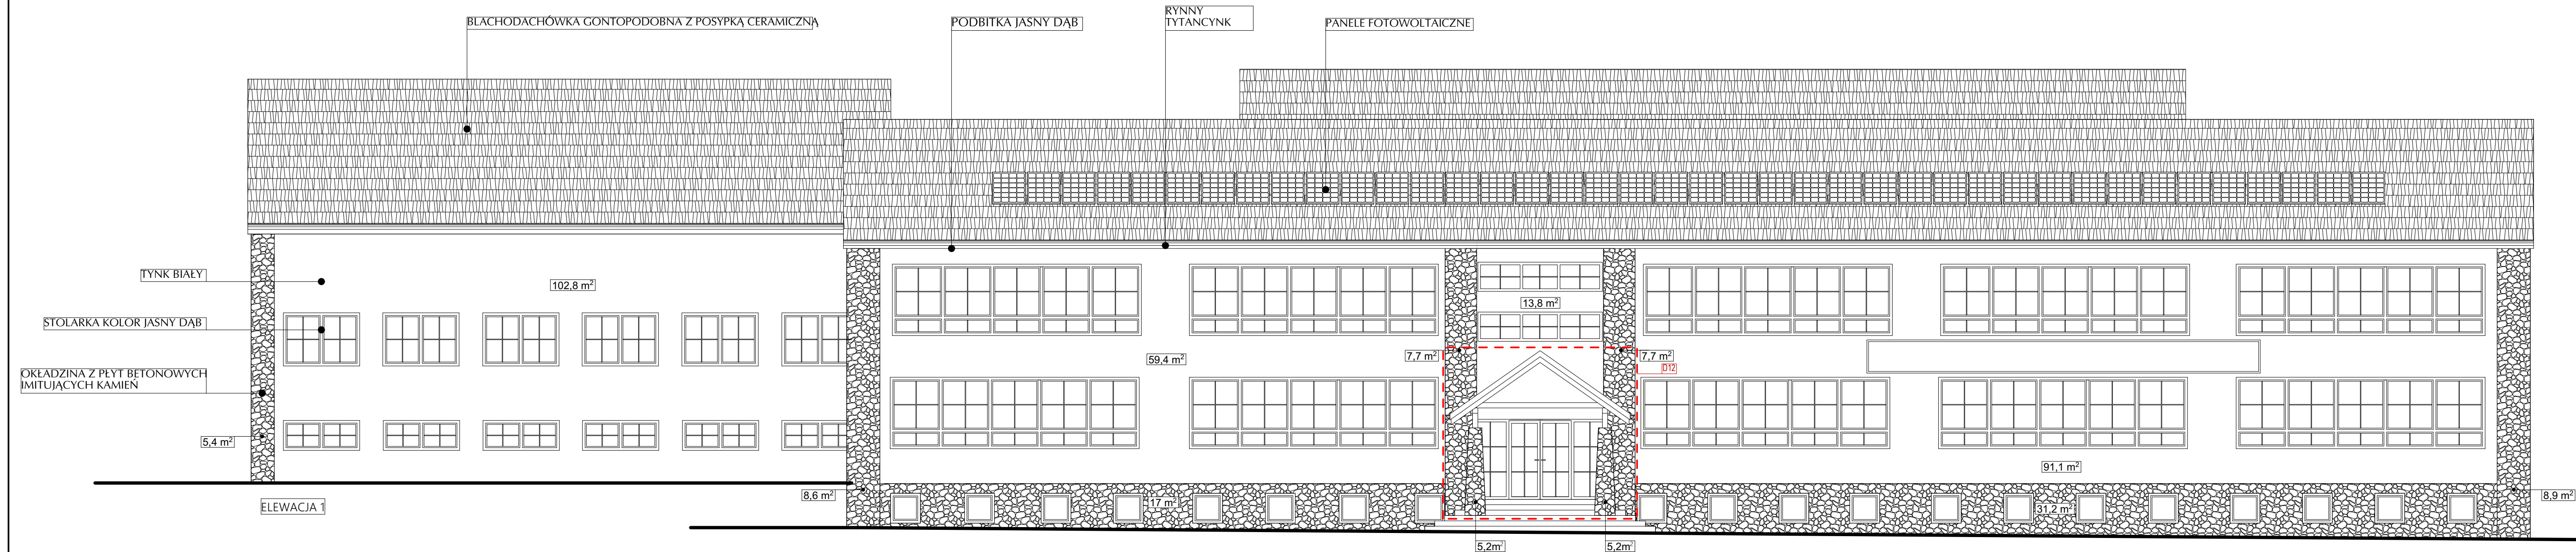 BLACHODACHÓWKA GONTOPODOBNA Z POSYPKĄ CERAMICZNĄ
PODBITKA JASNY DĄB
RYNNY
TYTANCYNK
PANELE FOTOWOLTAICZNE
TYNK BIAŁY
102,8 m²
13,8 m²
STOLARKA KOLOR JASNY DĄB
59,4 m²
7,7 m²
7,7 m²
D12
OKŁADZINA Z PŁYT BETONOWYCH
IMITUJĄCYCH KAMIEŃ
5,4 m²
91,1 m²
8,6 m²
17 m²
31,2 m²
8,9 m²
ELEWACJA 1
5,2m²
5,2m²